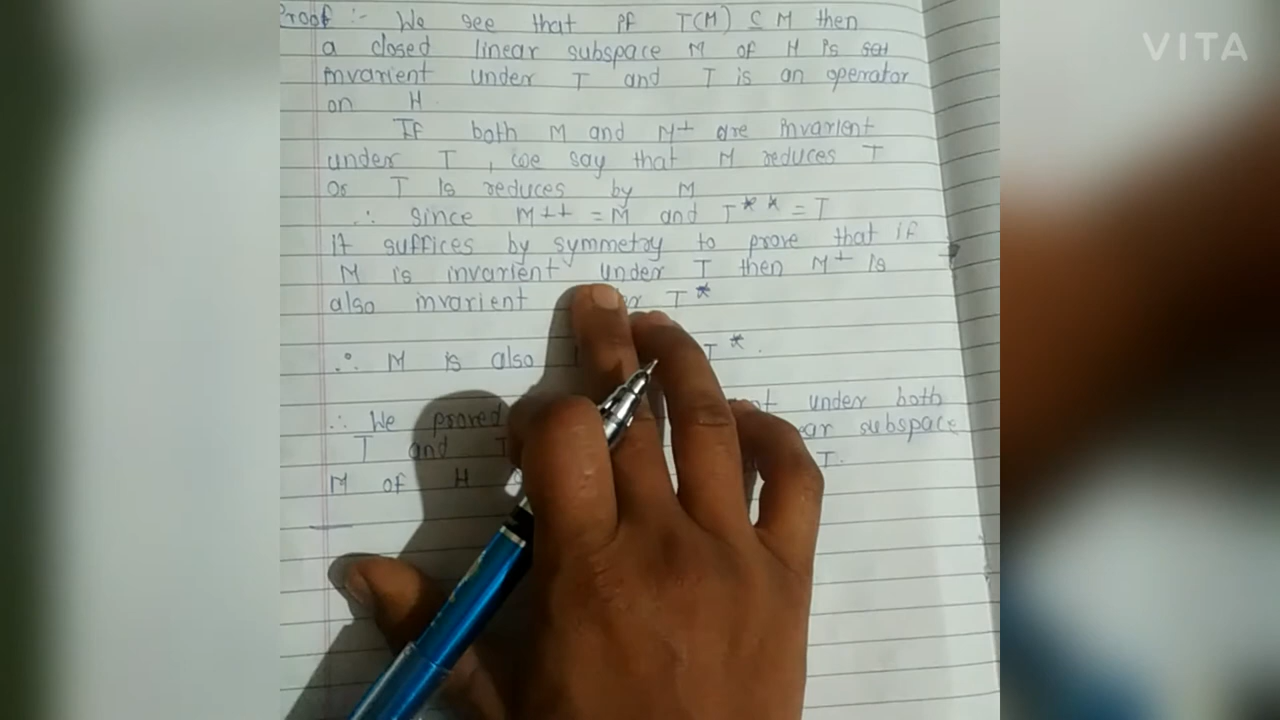 Proof :- We see that if T(M) ⊆ M then
a closed linear subspace M of H is
invarient under T and T is an operator
on H
If both M and M⊥ are invarient
under T, we say that M reduces T
or T is reduces by M
∴ since M⊥⊥ = M and T** = T
it suffices by symmetry to prove that if
M is invarient under T then M⊥ is
also invarient T*
∴ M is also T*.
∴ We proved under both
T and subspace
M of H T.
VITA